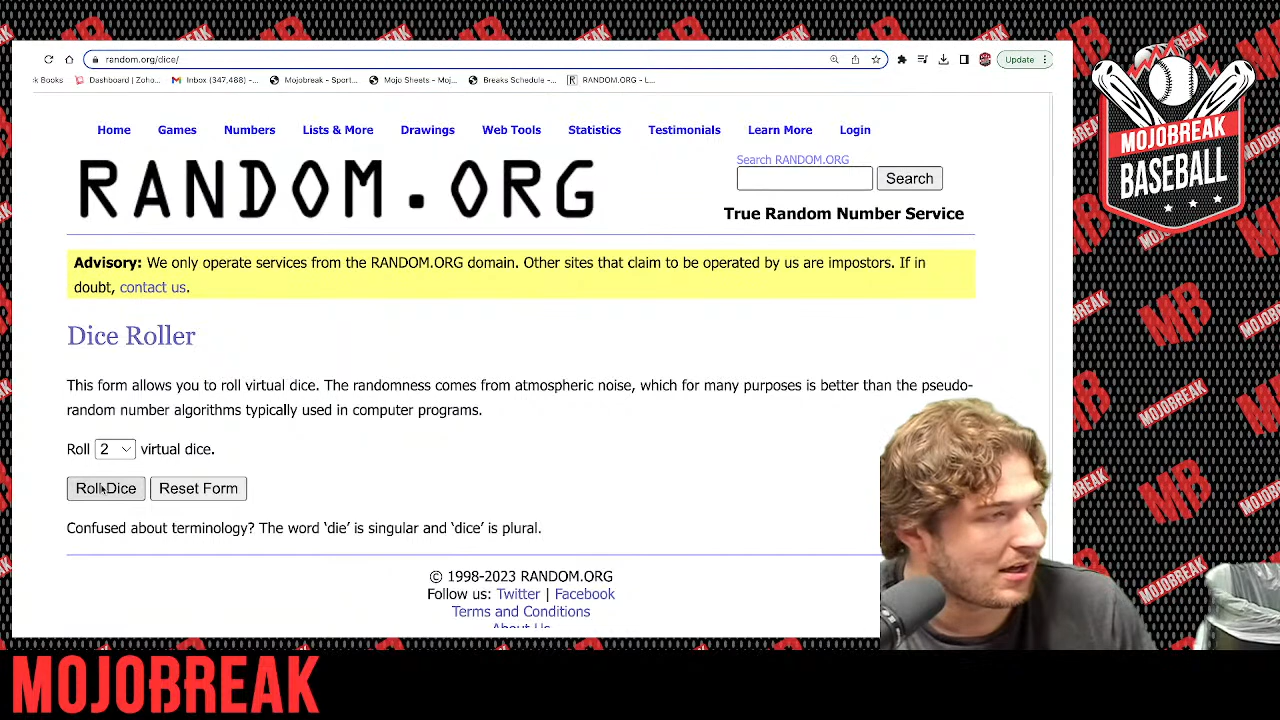 random.org/dice/
Update
k Books
Dashboard | Zoho...
Inbox (347,488) -...
Mojobreak - Sport...
Mojo Sheets - Moj...
Breaks Schedule -...
RANDOM.ORG - L...
Home
Games
Numbers
Lists & More
Drawings
Web Tools
Statistics
Testimonials
Learn More
Login
RANDOM.ORG
Search RANDOM.ORG
Search
True Random Number Service
Advisory: We only operate services from the RANDOM.ORG domain. Other sites that claim to be operated by us are impostors. If in
doubt, contact us.
Dice Roller
This form allows you to roll virtual dice. The randomness comes from atmospheric noise, which for many purposes is better than the pseudo-
random number algorithms typically used in computer programs.
Roll 2 virtual dice.
Roll Dice
Reset Form
Confused about terminology? The word ‘die’ is singular and ‘dice’ is plural.
© 1998-2023 RANDOM.ORG
Follow us: Twitter | Facebook
Terms and Conditions
About Us
MOJOBREAK
BASEBALL
MB
MOJOBREAK
MB
MOJOBREAK
MOJOBREAK